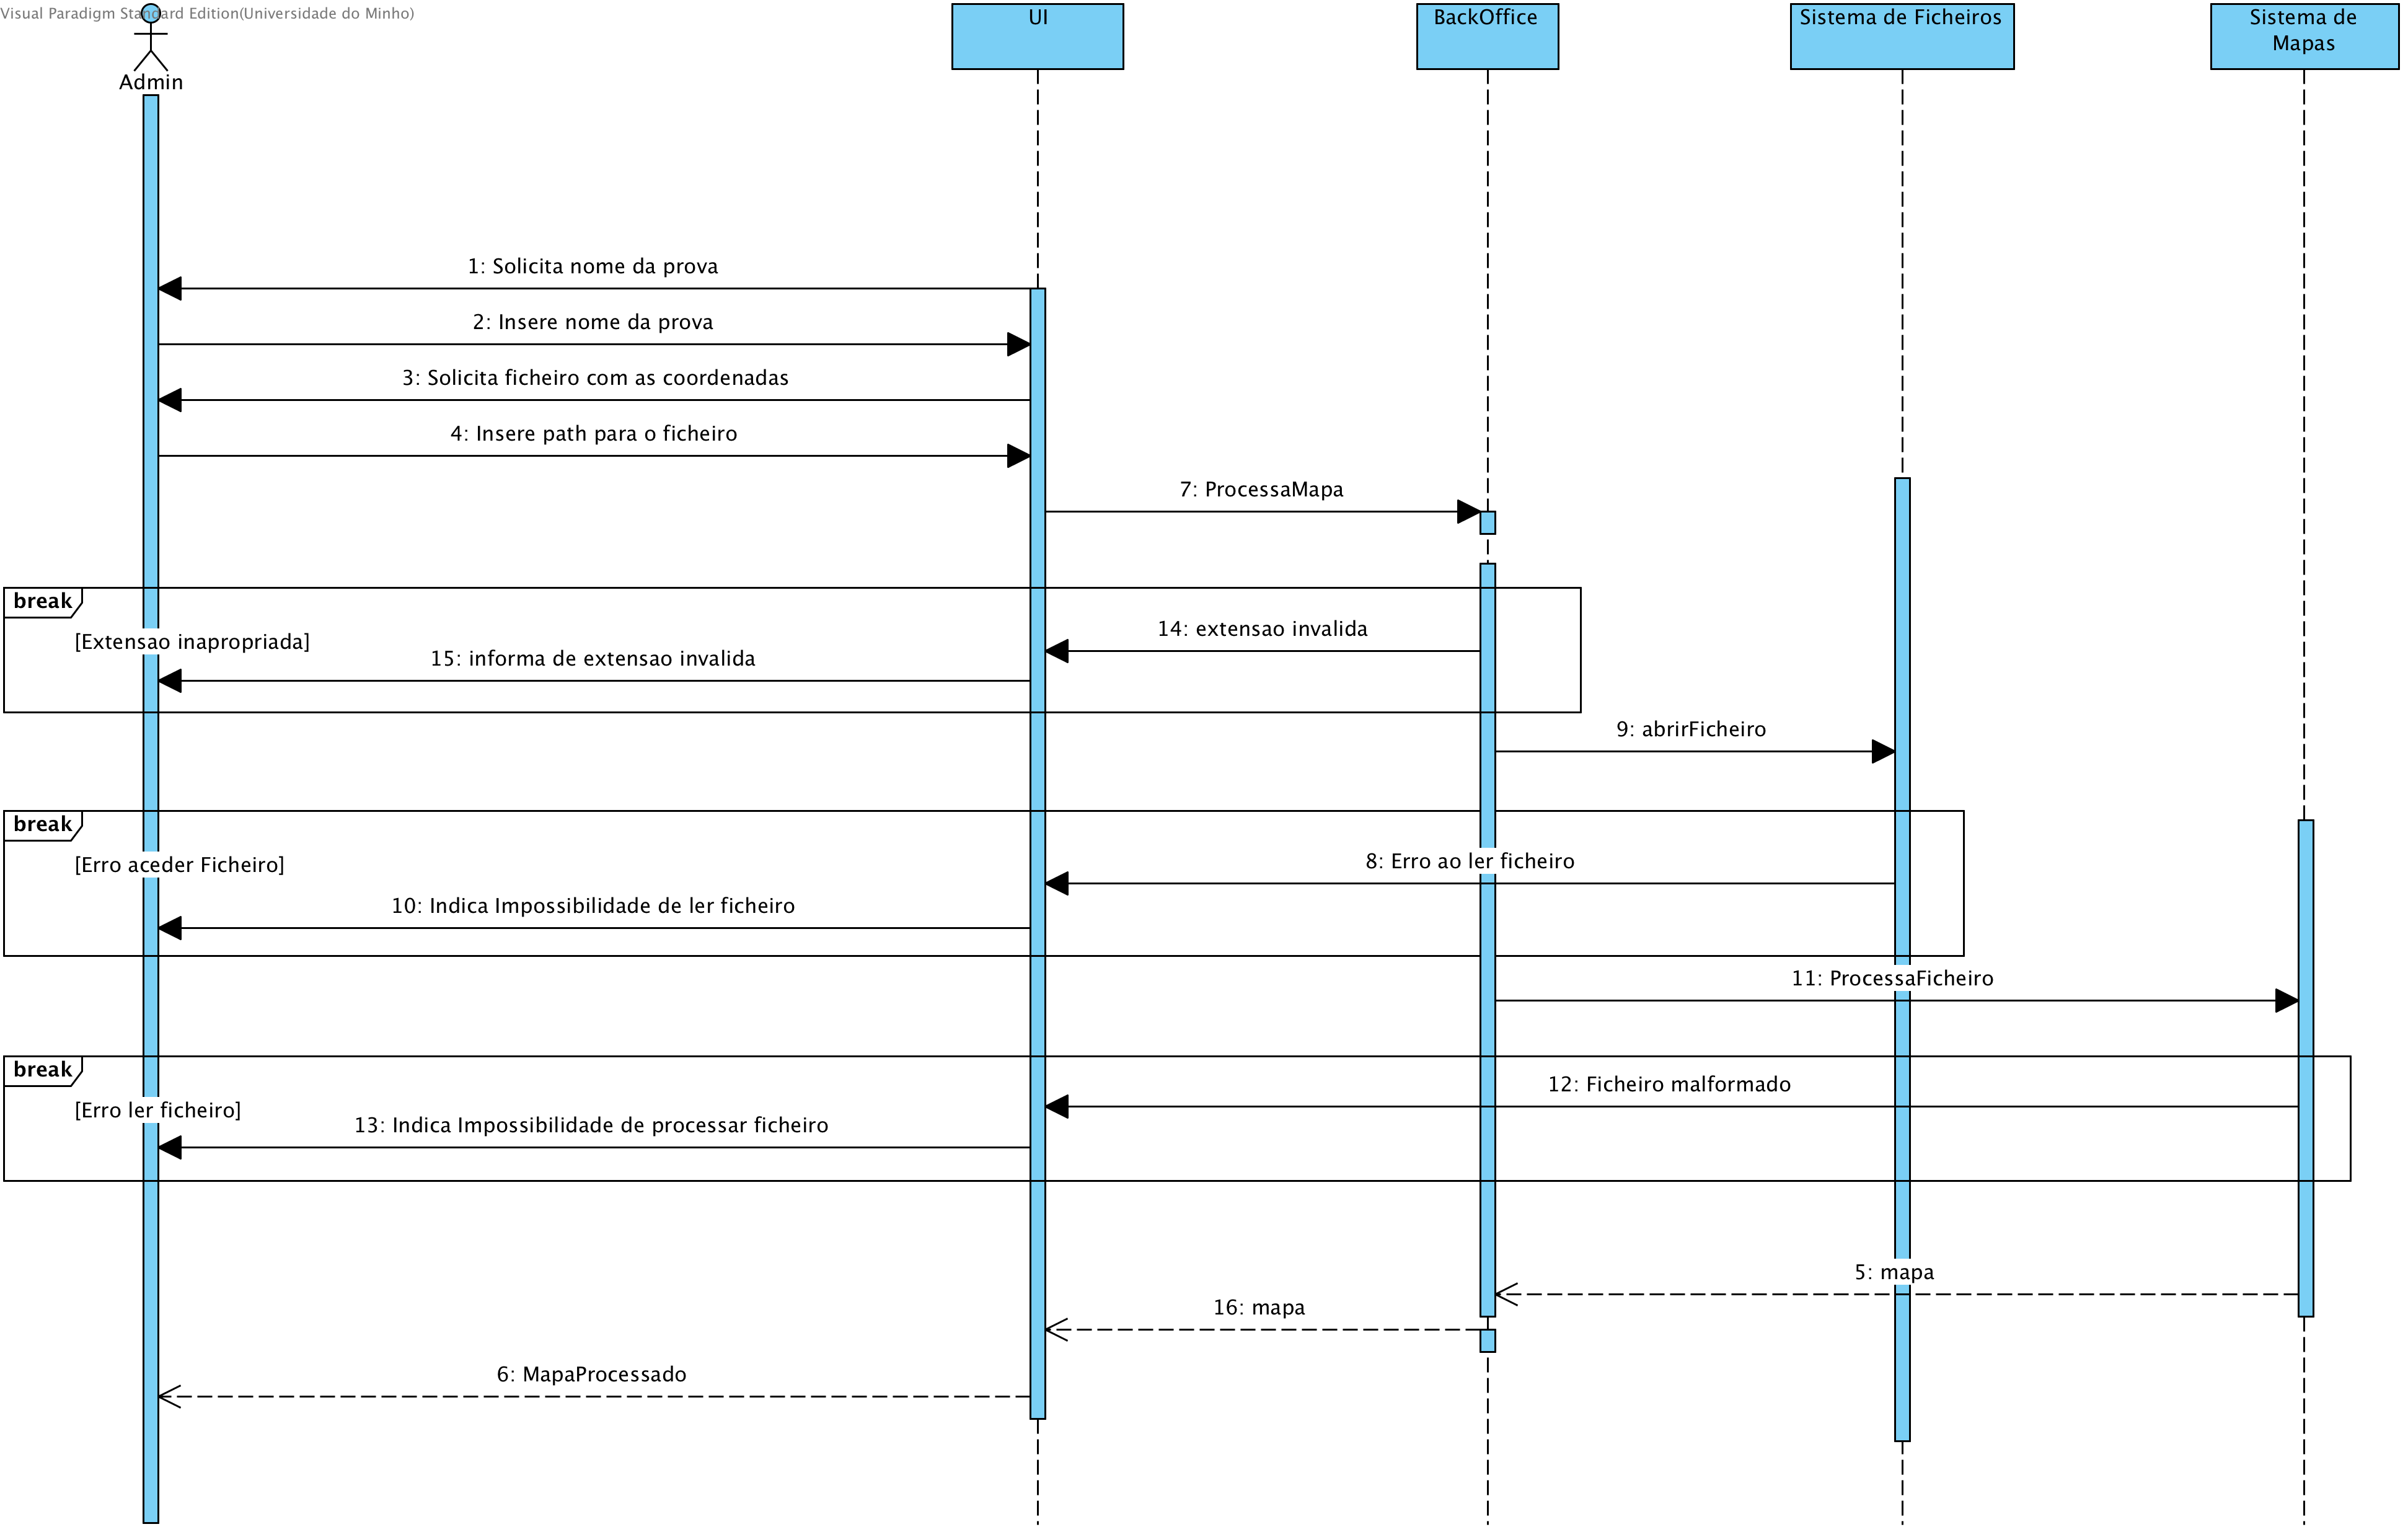 Visual Paradigm Standard Edition(Universidade do Minho)
Admin
UI
BackOffice
Sistema de Ficheiros
Sistema de
Mapas
1: Solicita nome da prova
2: Insere nome da prova
3: Solicita ficheiro com as coordenadas
4: Insere path para o ficheiro
7: ProcessaMapa
break
[Extensao inapropriada]
14: extensao invalida
15: informa de extensao invalida
9: abrirFicheiro
break
[Erro aceder Ficheiro]
8: Erro ao ler ficheiro
10: Indica Impossibilidade de ler ficheiro
11: ProcessaFicheiro
break
[Erro ler ficheiro]
12: Ficheiro malformado
13: Indica Impossibilidade de processar ficheiro
5: mapa
16: mapa
6: MapaProcessado